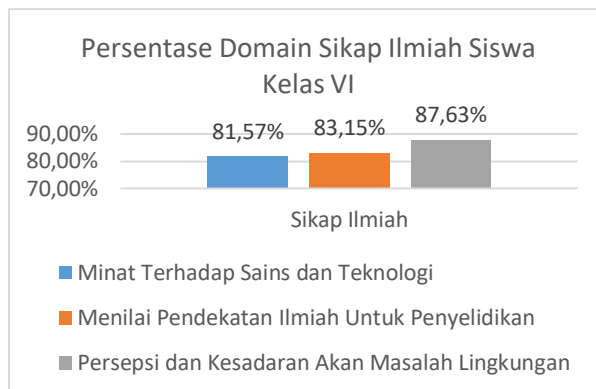 Persentase Domain Sikap Ilmiah Siswa
Kelas VI
81,57% 83,15% 87,63%
90,00%
80,00%
70,00%
Sikap Ilmiah
Minat Terhadap Sains dan Teknologi
Menilai Pendekatan Ilmiah Untuk Penyelidikan
Persepsi dan Kesadaran Akan Masalah Lingkungan